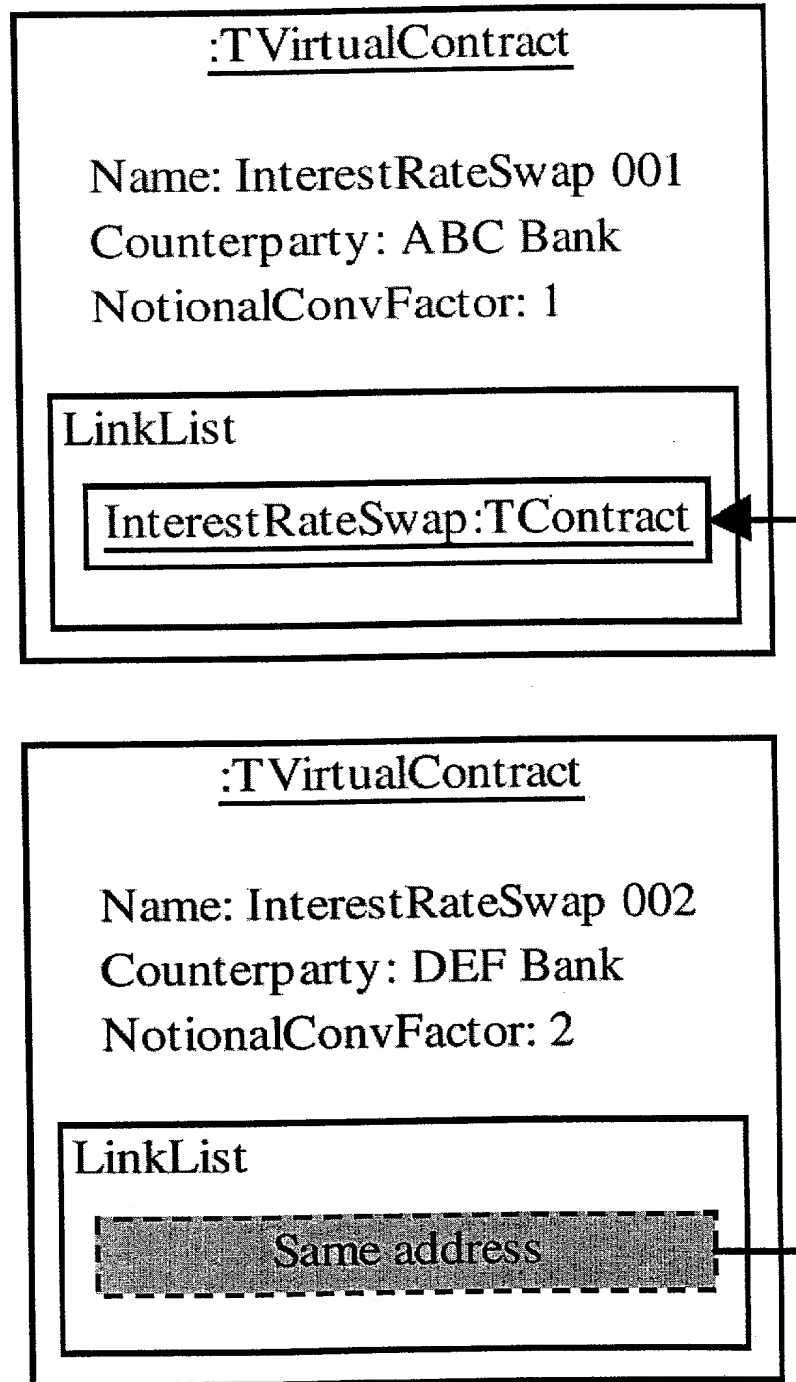 :TVirtualContract
Name: InterestRateSwap 001
Counterparty: ABC Bank
NotionalConvFactor: 1
LinkList
InterestRateSwap:TContract
:TVirtualContract
Name: InterestRateSwap 002
Counterparty: DEF Bank
NotionalConvFactor: 2
LinkList
Same address